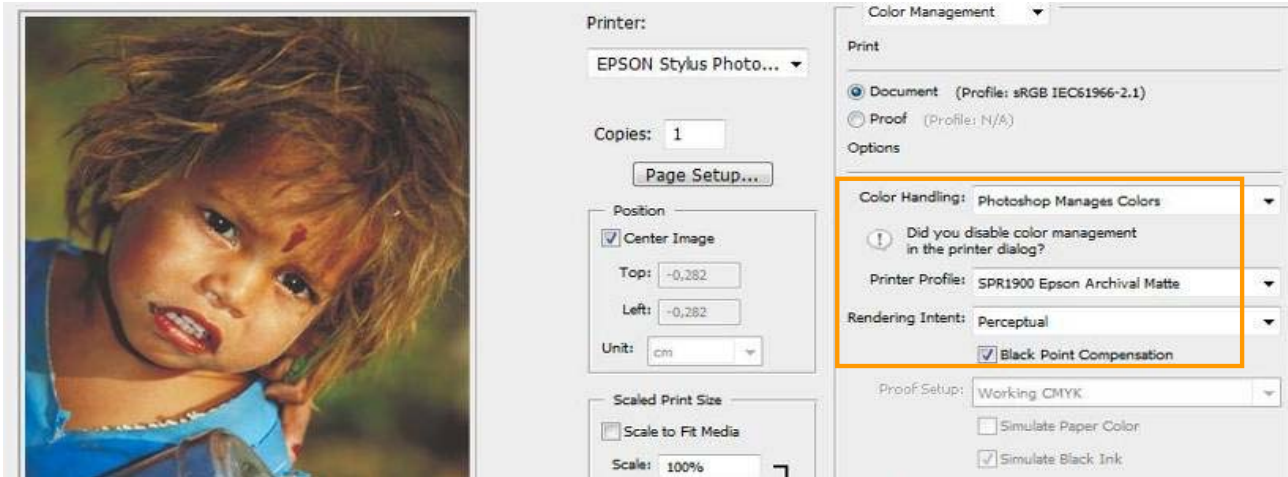 Printer:
EPSON Stylus Photo...
Copies: 1
Page Setup...
Position
Center Image
Top: -0,282
Left: -0,282
Unit: cm
Scaled Print Size
Scale to Fit Media
Scale: 100%
Color Management
Print
Document (Profile: sRGB IEC61966-2.1)
Proof (Profile: N/A)
Options
Color Handling: Photoshop Manages Colors
Did you disable color management
in the printer dialog?
Printer Profile: SPR1900 Epson Archival Matte
Rendering Intent: Perceptual
Black Point Compensation
Proof Setup: Working CMYK
Simulate Paper Color
Simulate Black Ink